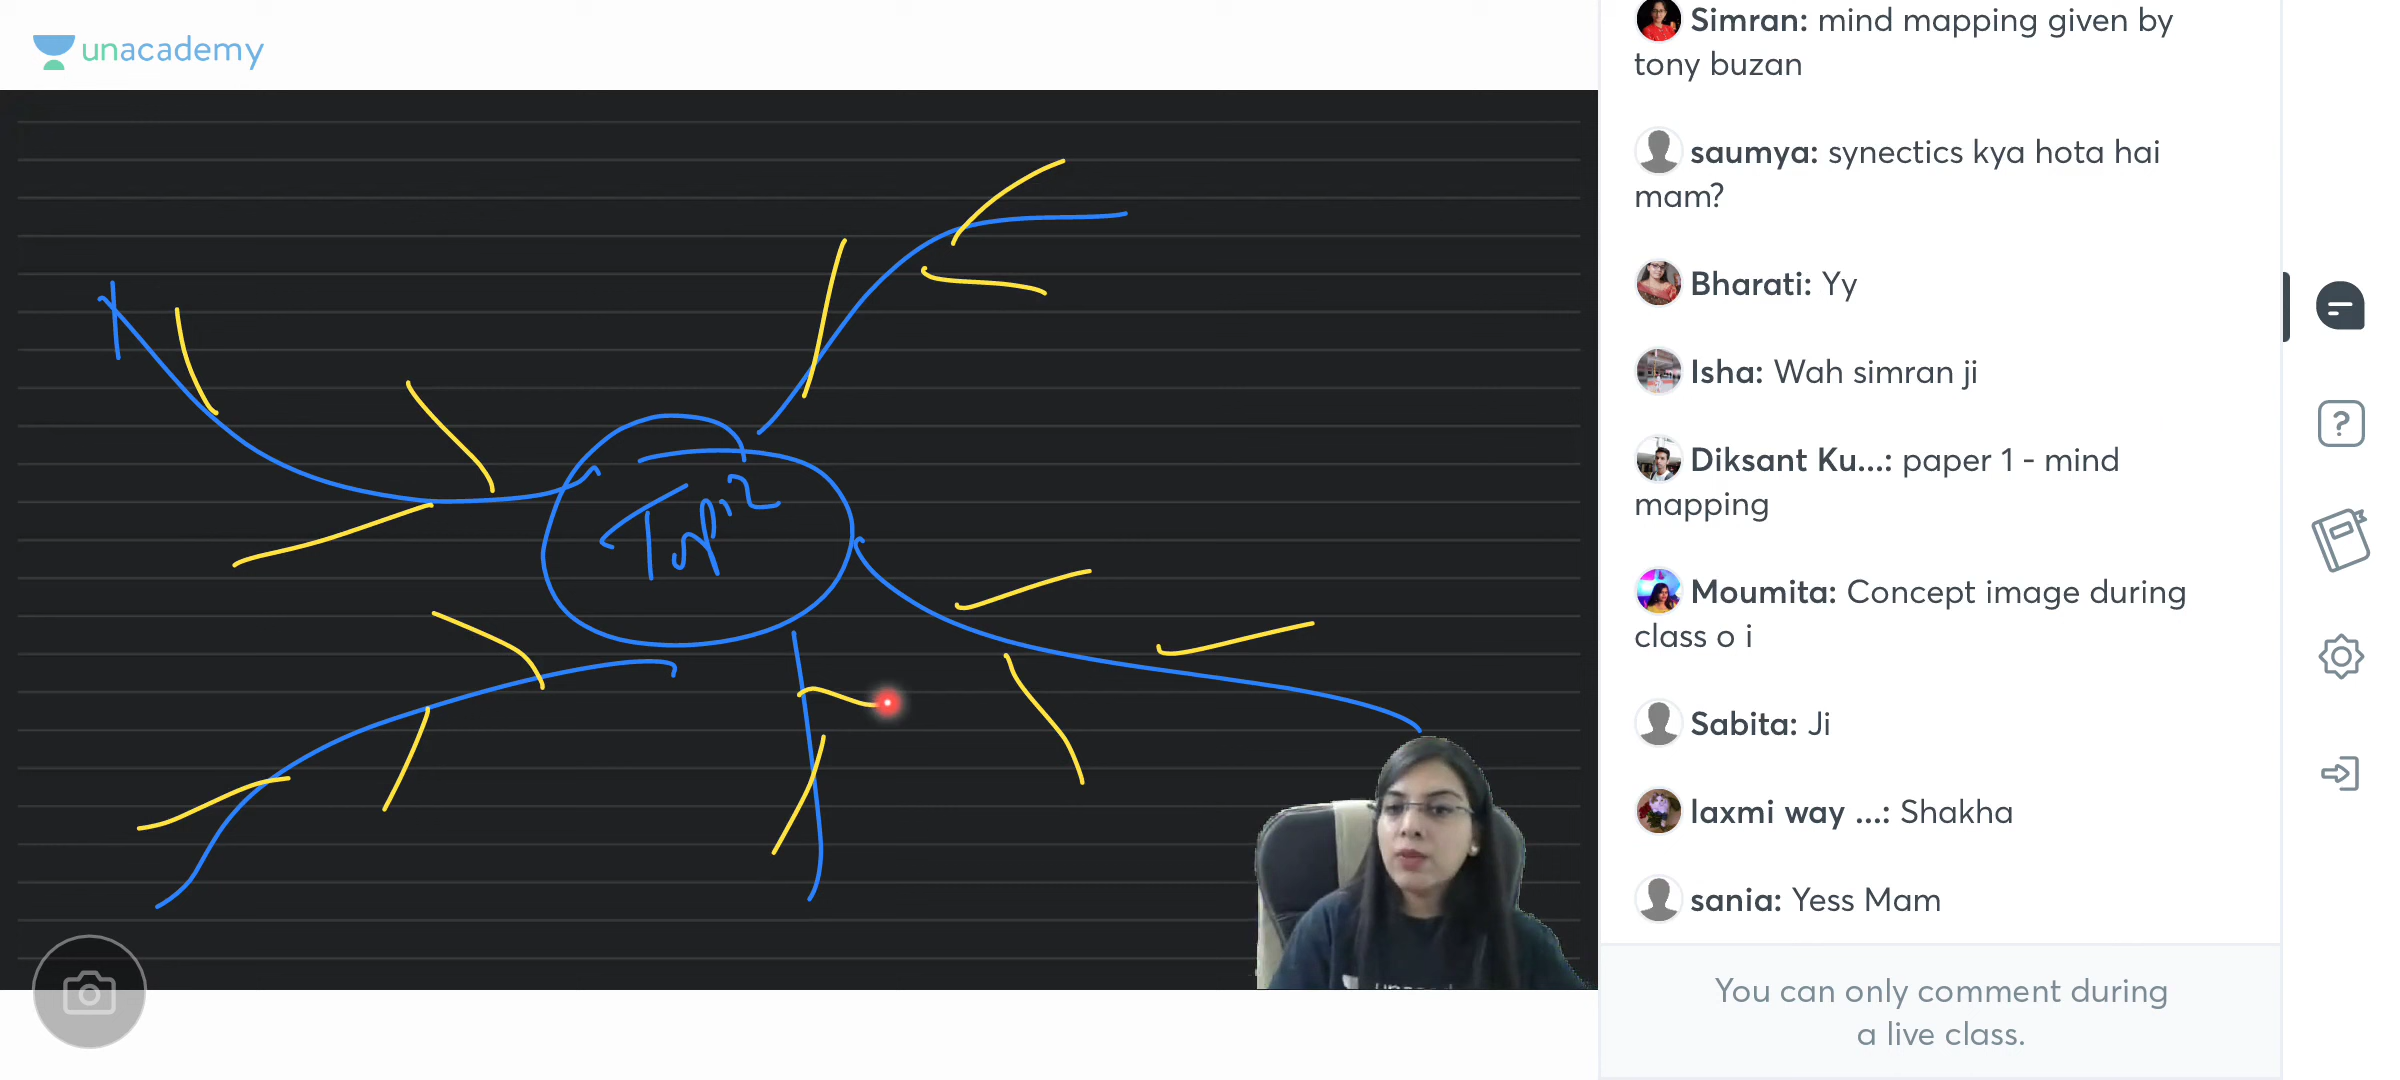 unacademy
Topic
Simran: mind mapping given by
tony buzan
saumya: synectics kya hota hai
mam?
Bharati: Yy
Isha: Wah simran ji
Diksant Ku...: paper 1 - mind
mapping
Moumita: Concept image during
class o i
Sabita: Ji
laxmi way ...: Shakha
sania: Yess Mam
You can only comment during
a live class.